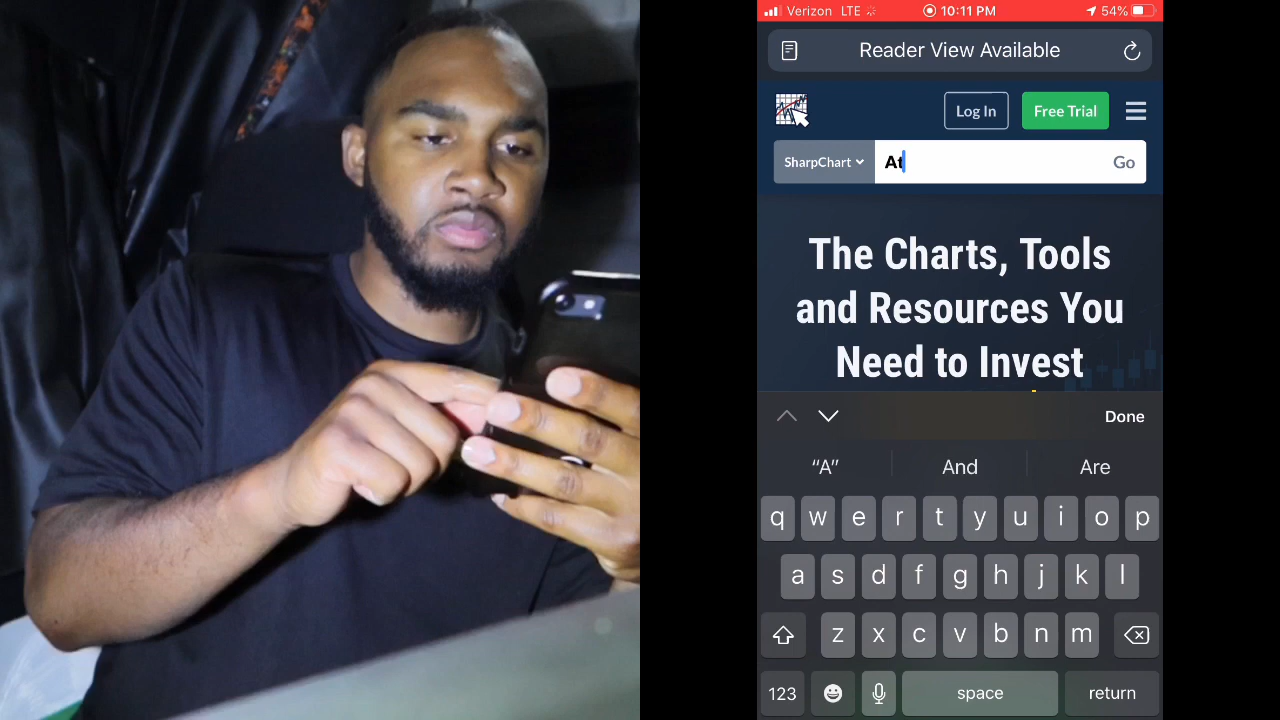 Verizon LTE 10:11 PM 54%
Reader View Available
Log In Free Trial
SharpChart At Go
The Charts, Tools
and Resources You
Need to Invest
Done
“A” And Are
q w e r t y u i o p
a s d f g h j k l
z x c v b n m
123 space return